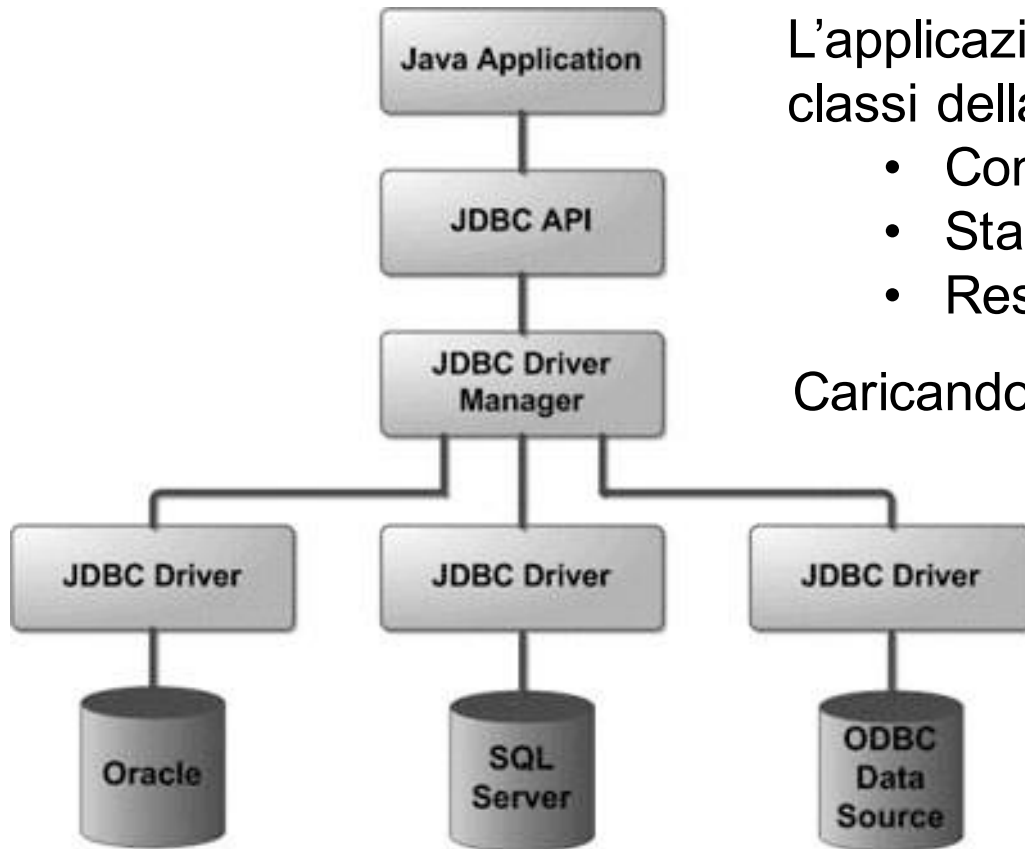 Java Application
JDBC API
JDBC Driver
Manager
L’applicazi
classi della
• Cor
• Sta
• Res
Caricando
JDBC Driver
JDBC Driver
JDBC Driver
Oracle
SQL
Server
ODBC
Data
Source